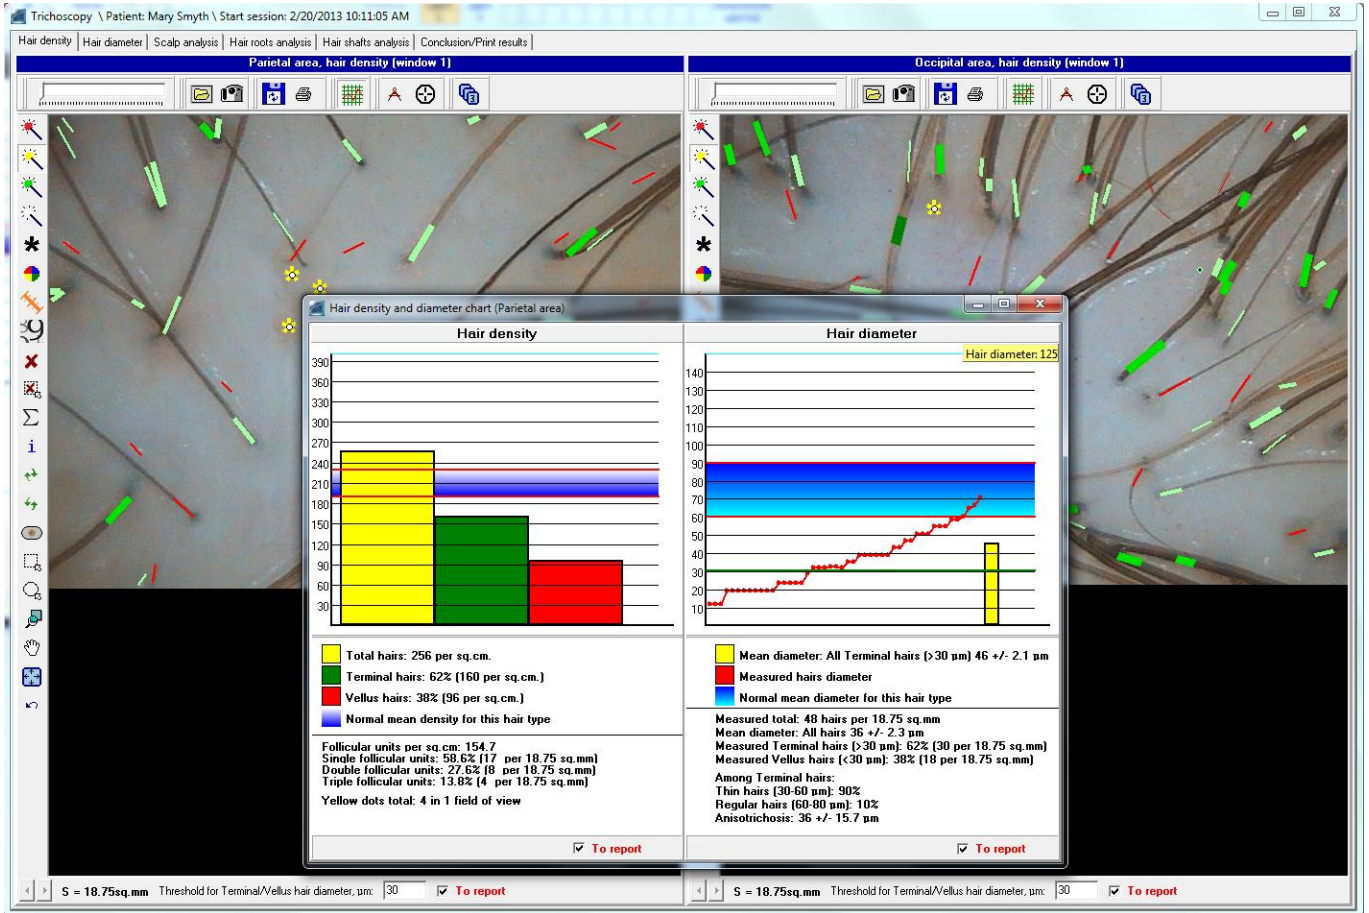 Trichoscopy \ Patient: Mary Smyth \ Start session: 2/20/2013 10:11:05 AM
Hair density Hair diameter Scalp analysis Hair roots analysis Hair shafts analysis Conclusion/Print results
Parietal area, hair density (window 1)
Occipital area, hair density (window 1)
Hair density and diameter chart (Parietal area)
Hair density
390
360
330
300
270
240
210
180
150
120
90
60
30
Total hairs: 256 per sq.cm.
Terminal hairs: 62% (160 per sq.cm.)
Vellus hairs: 38% (96 per sq.cm.)
Normal mean density for this hair type
Follicular units per sq.cm: 154.7
Single follicular units: 58.6% (17 per 18.75 sq.mm)
Double follicular units: 27.6% (8 per 18.75 sq.mm)
Triple follicular units: 13.8% (4 per 18.75 sq.mm)
Yellow dots total: 4 in 1 field of view
To report
Hair diameter
Hair diameter: 125
140
130
120
110
100
90
80
70
60
50
40
30
20
10
Mean diameter: All Terminal hairs (>30 µm) 46 +/- 2.1 µm
Measured hairs diameter
Normal mean diameter for this hair type
Measured total: 48 hairs per 18.75 sq.mm
Mean diameter: All hairs 36 +/- 2.3 µm
Measured Terminal hairs (>30 µm): 62% (30 per 18.75 sq.mm)
Measured Vellus hairs (<30 µm): 38% (18 per 18.75 sq.mm)
Among Terminal hairs:
Thin hairs (30-60 µm): 90%
Regular hairs (60-80 µm): 10%
Anisotrichosis: 36 +/- 15.7 µm
To report
S = 18.75sq.mm Threshold for Terminal/Vellus hair diameter, µm: 30 To report
S = 18.75sq.mm Threshold for Terminal/Vellus hair diameter, µm: 30 To report